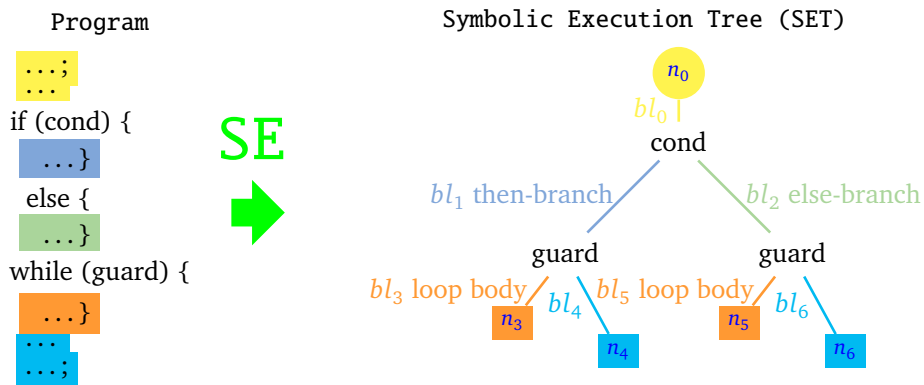 Program
...;
...
if (cond) {
...}
else {
...}
while (guard) {
...}
...
...;
SE
Symbolic Execution Tree (SET)
n0
bl0
cond
bl1 then-branch
bl2 else-branch
guard
guard
bl3 loop body
bl4
bl5 loop body
bl6
n3
n4
n5
n6